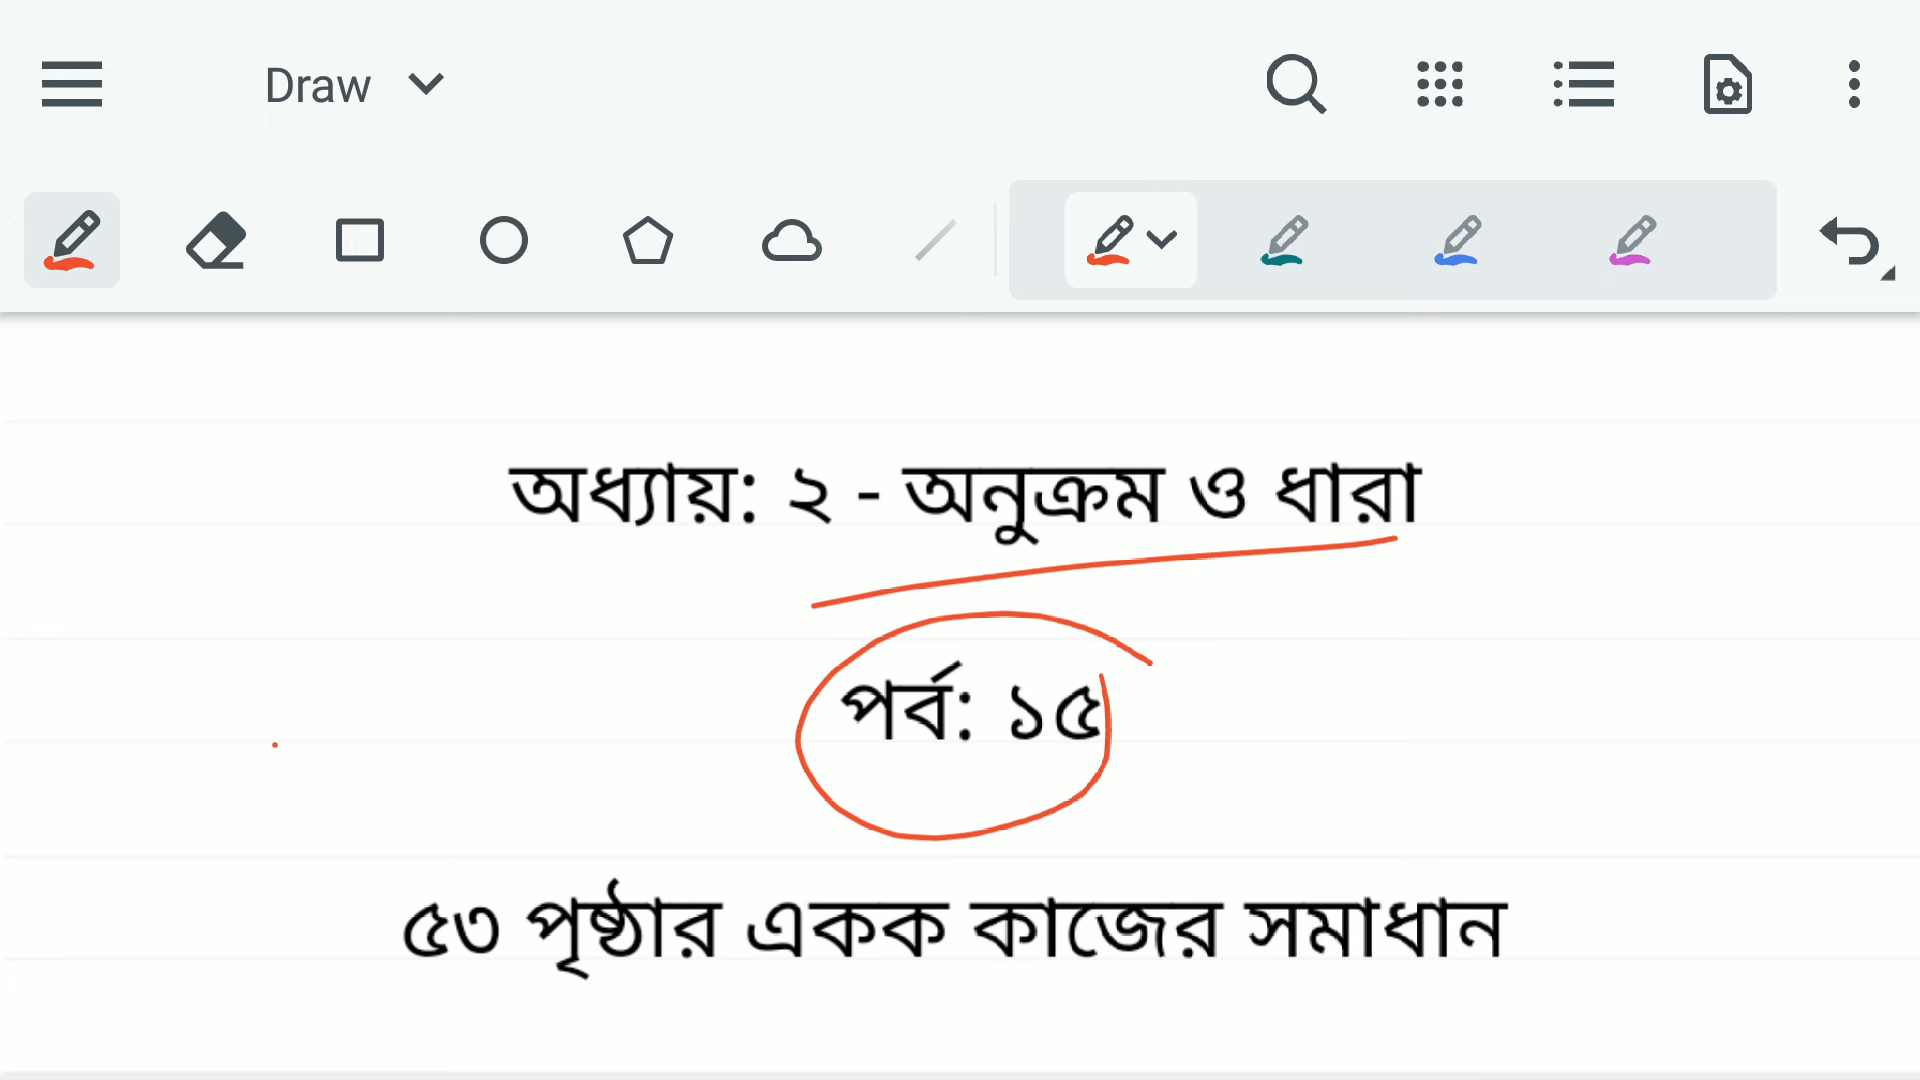 Draw
অধ্যায়: ২ - অনুক্রম ও ধারা
পর্ব: ১৫
৫৩ পৃষ্ঠার একক কাজের সমাধান